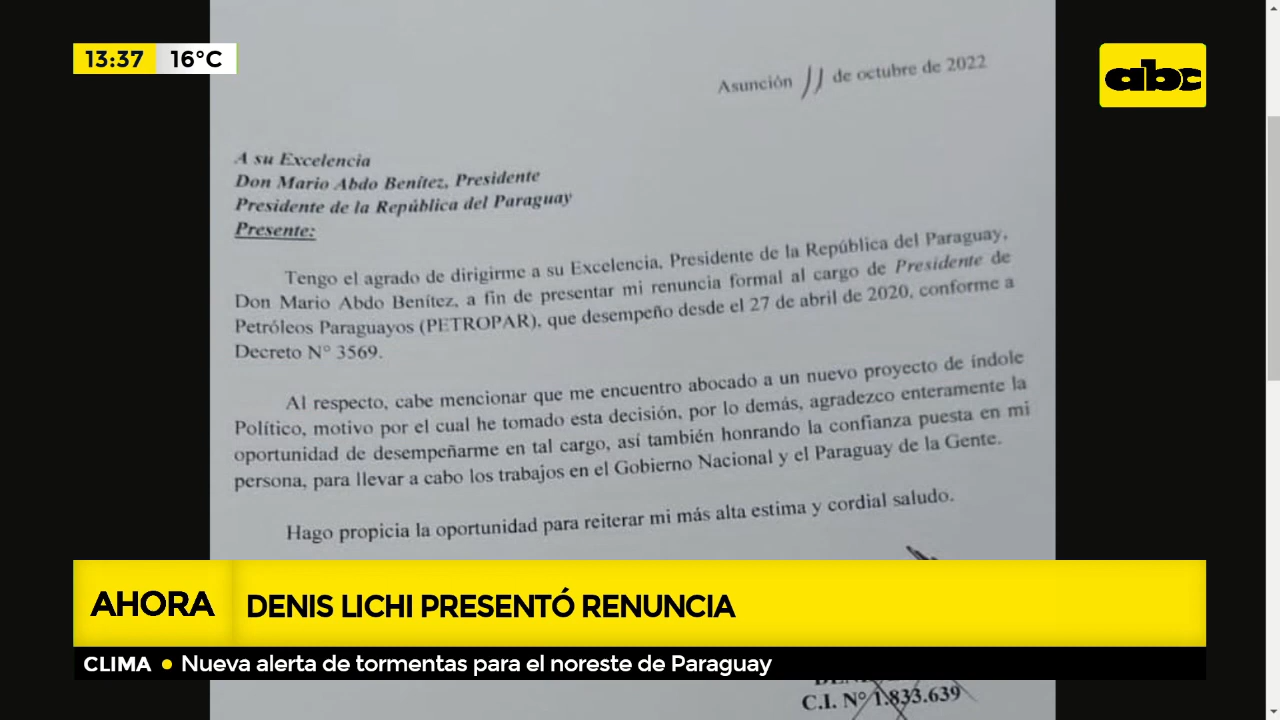 13:37 16°C
abc
Asunción 11 de octubre de 2022
A su Excelencia
Don Mario Abdo Benítez, Presidente
Presidente de la República del Paraguay
Presente:
Tengo el agrado de dirigirme a su Excelencia, Presidente de la República del Paraguay,
Don Mario Abdo Benítez, a fin de presentar mi renuncia formal al cargo de Presidente de
Petróleos Paraguayos (PETROPAR), que desempeño desde el 27 de abril de 2020, conforme a
Decreto N° 3569.
Al respecto, cabe mencionar que me encuentro abocado a un nuevo proyecto de índole
Político, motivo por el cual he tomado esta decisión, por lo demás, agradezco enteramente la
oportunidad de desempeñarme en tal cargo, así también honrando la confianza puesta en mi
persona, para llevar a cabo los trabajos en el Gobierno Nacional y el Paraguay de la Gente.
Hago propicia la oportunidad para reiterar mi más alta estima y cordial saludo.
AHORA DENIS LICHI PRESENTÓ RENUNCIA
CLIMA • Nueva alerta de tormentas para el noreste de Paraguay
C.I. N° 1.833.639